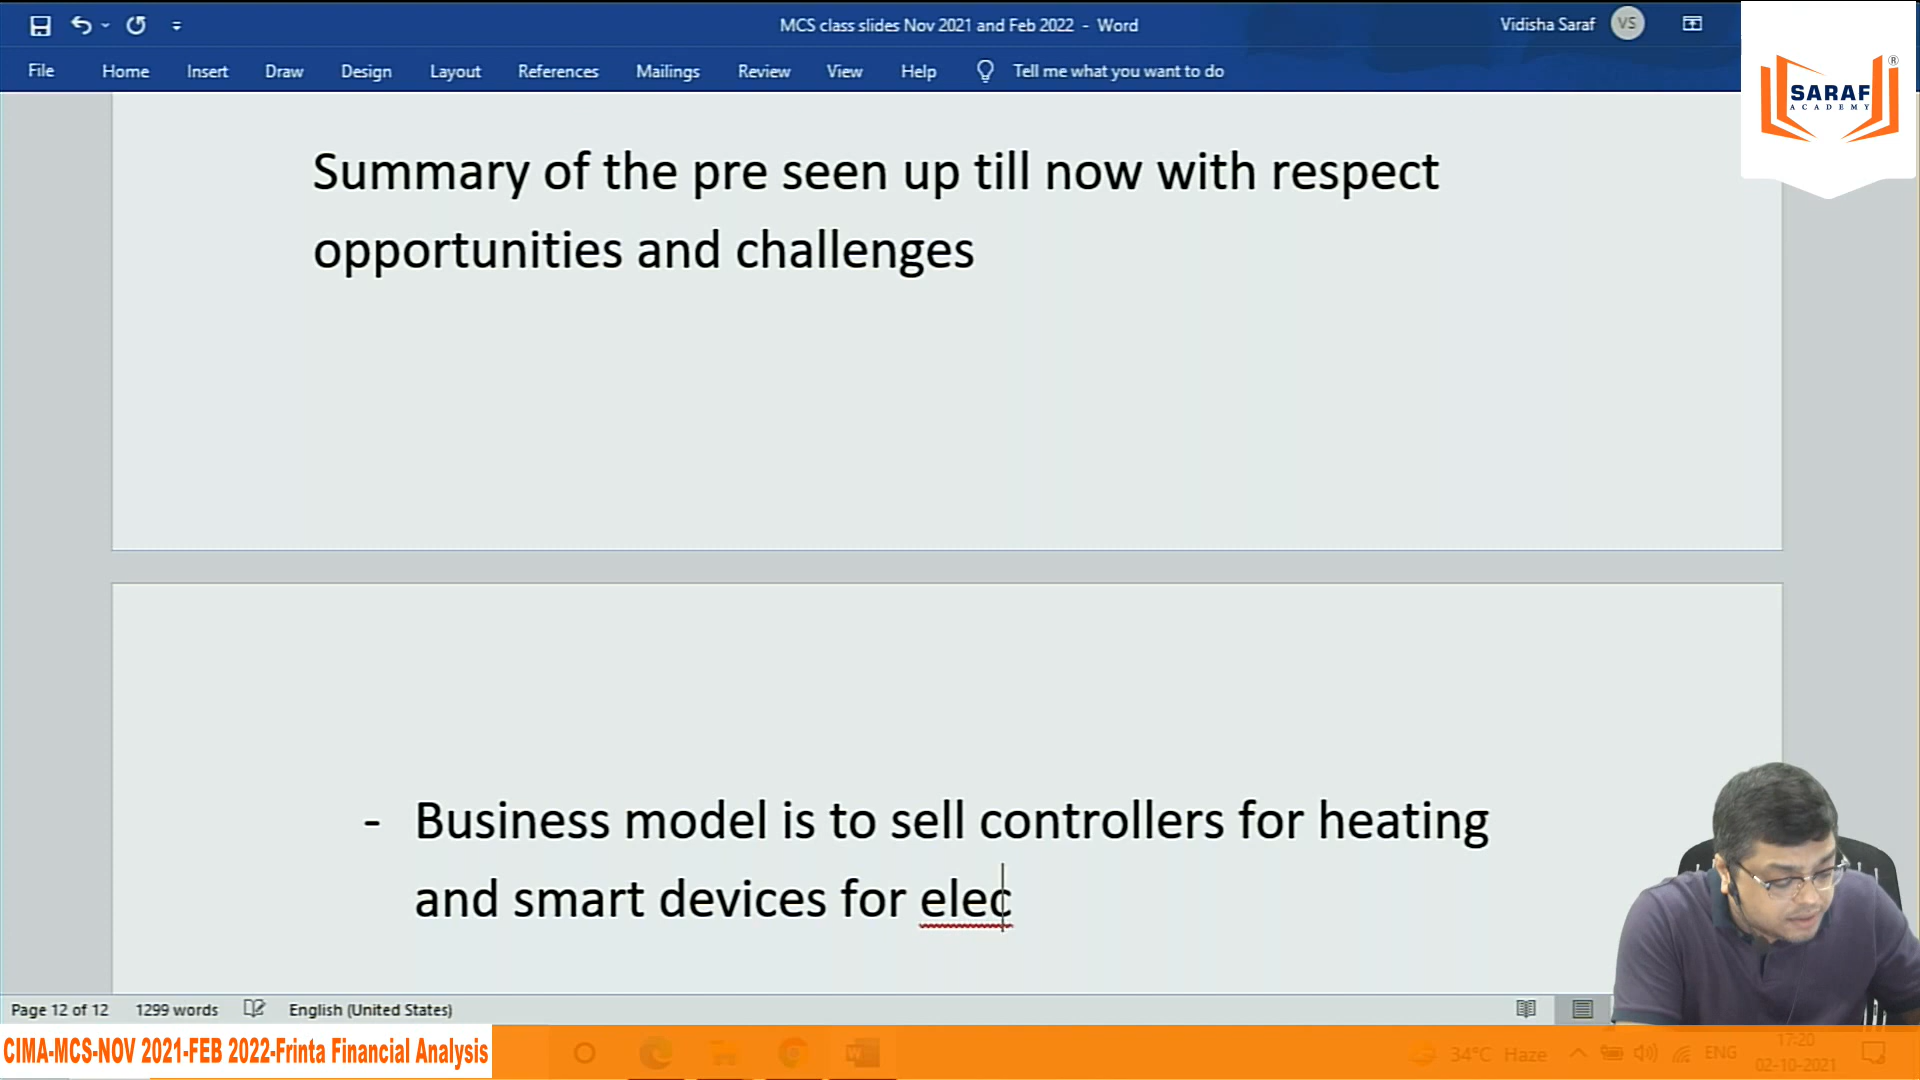 MCS class slides Nov 2021 and Feb 2022 - Word
Vidisha Saraf VS
File Home Insert Draw Design Layout References Mailings Review View Help Tell me what you want to do
SARAF
ACADEMY
®
Summary of the pre seen up till now with respect
opportunities and challenges
- Business model is to sell controllers for heating
and smart devices for elec
Page 12 of 12 1299 words English (United States)
CIMA-MCS-NOV 2021-FEB 2022-Frinta Financial Analysis
34°C Haze ENG
17:20
02-10-2021